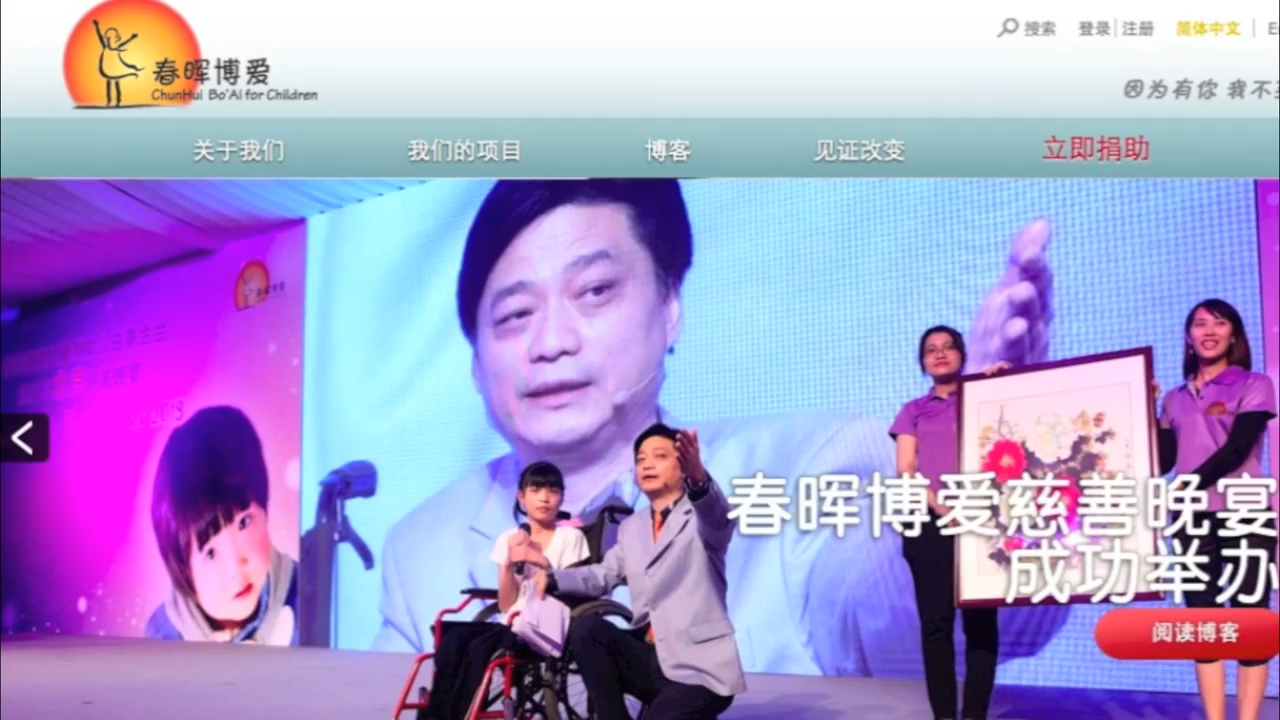 搜索 登录 注册 简体中文
春晖博爱
ChunHui Bo'Ai for Children
因为有你 我不
关于我们 我们的项目 博客 见证改变 立即捐助
春晖博爱慈善晚宴
成功举办
阅读博客